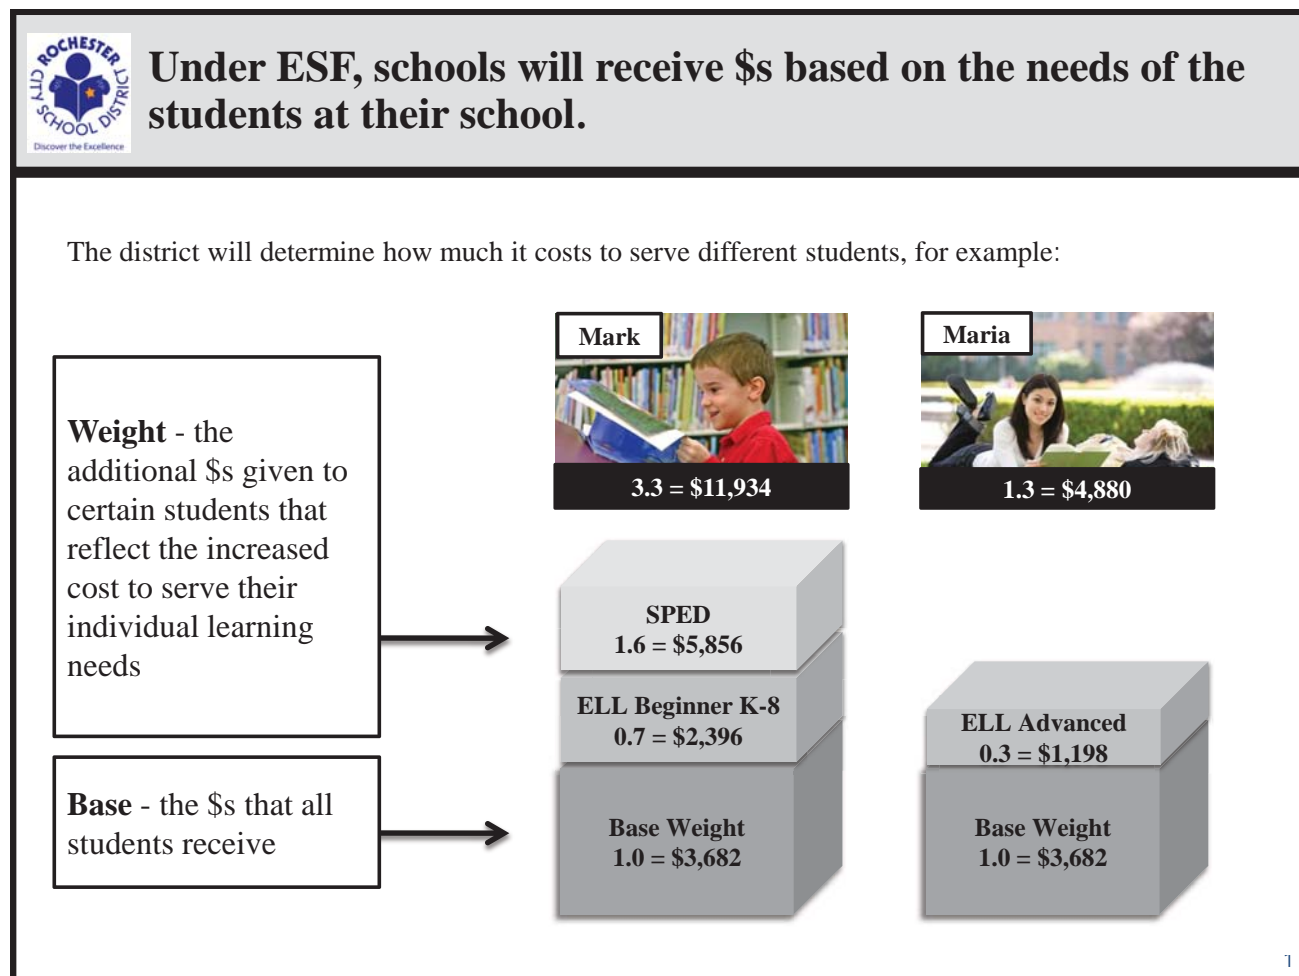 ROCHESTER
CITY SCHOOL DISTRICT
Discover the Excellence
Under ESF, schools will receive $s based on the needs of the
students at their school.
The district will determine how much it costs to serve different students, for example:
Weight - the
additional $s given to
certain students that
reflect the increased
cost to serve their
individual learning
needs
Base - the $s that all
students receive
Mark
3.3 = $11,934
SPED
1.6 = $5,856
ELL Beginner K-8
0.7 = $2,396
Base Weight
1.0 = $3,682
Maria
1.3 = $4,880
ELL Advanced
0.3 = $1,198
Base Weight
1.0 = $3,682